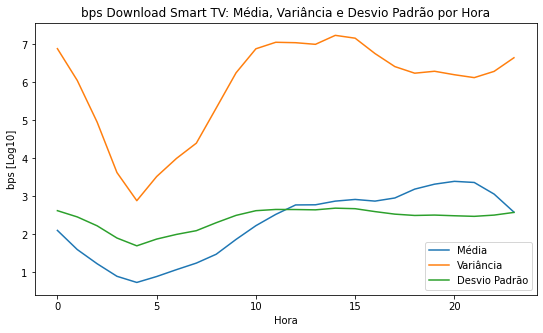 bps Download Smart TV: Média, Variância e Desvio Padrão por Hora
bps [Log10]
7
6
5
4
3
2
1
0
5
10
15
20
Hora
Média
Variância
Desvio Padrão